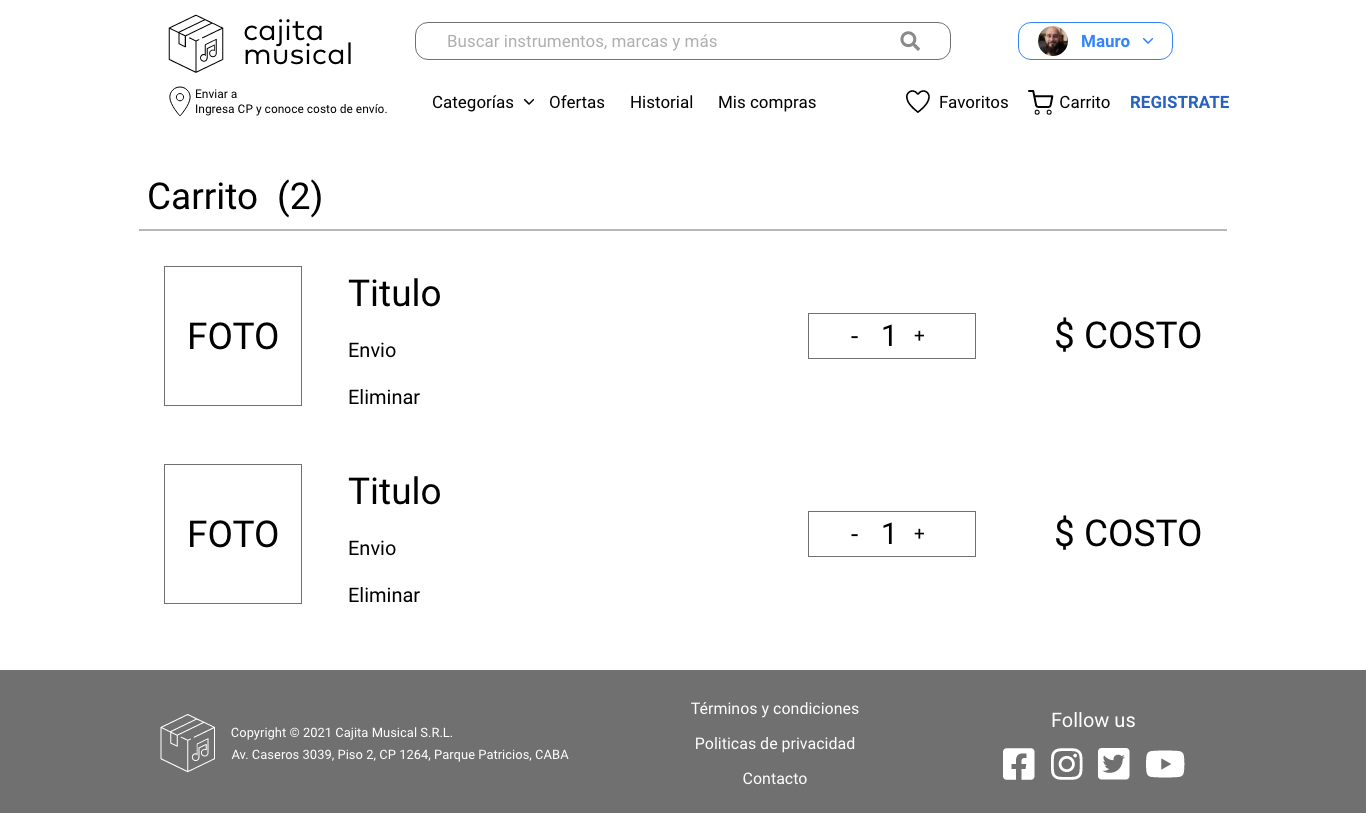 cajita
musical
Buscar instrumentos, marcas y más
Mauro
Enviar a
Ingresa CP y conoce costo de envío.
Categorías Ofertas Historial Mis compras
Favoritos Carrito REGISTRATE
Carrito (2)
FOTO
Titulo
Envio
Eliminar
- 1 +
$ COSTO
FOTO
Titulo
Envio
Eliminar
- 1 +
$ COSTO
Copyright © 2021 Cajita Musical S.R.L.
Av. Caseros 3039, Piso 2, CP 1264, Parque Patricios, CABA
Términos y condiciones
Politicas de privacidad
Contacto
Follow us